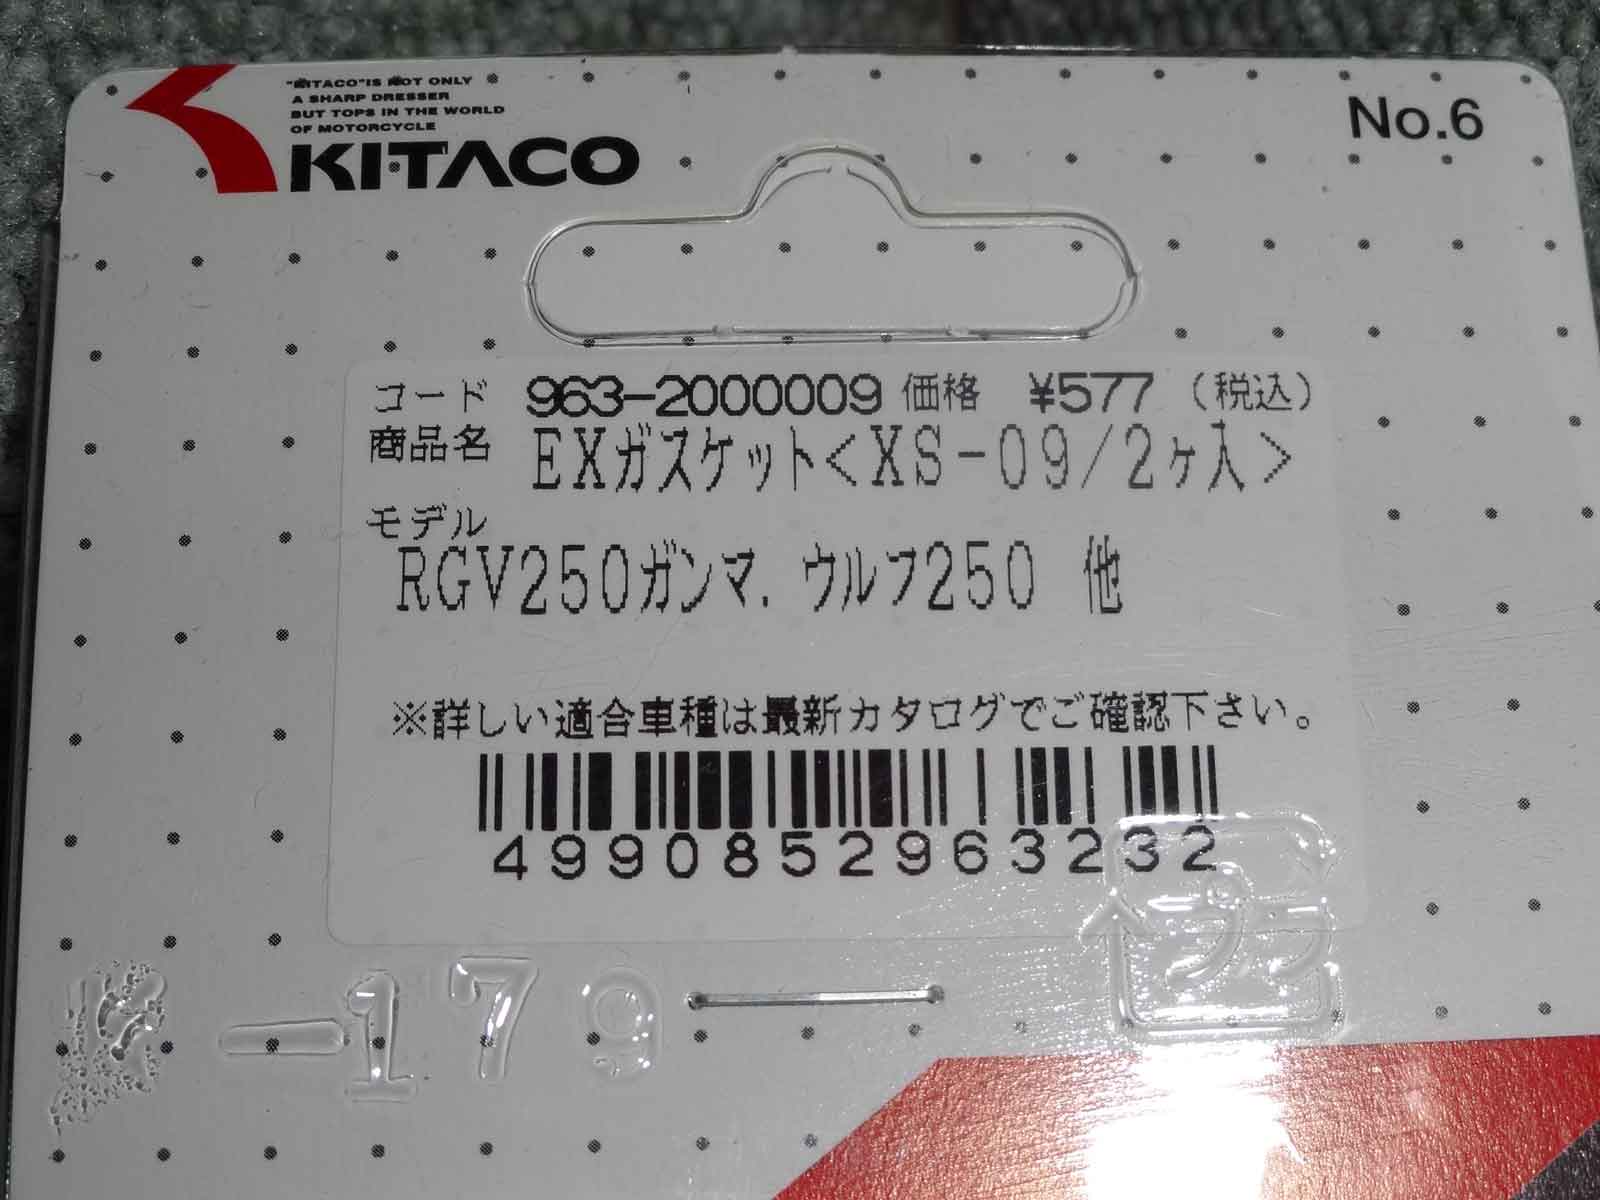 "KITACO"IS NOT ONLY
A SHARP DRESSER
BUT TOPS IN THE WORLD
OF MOTORCYCLE
KITACO
No.6
コード 963-2000009 価格 ¥577 (税込)
商品名 EXガスケット<XS-09/2ヶ入>
モデル
RGV250ガンマ. ウルフ250 他
※詳しい適合車種は最新カタログでご確認下さい。
4990852963232
プラ
-179